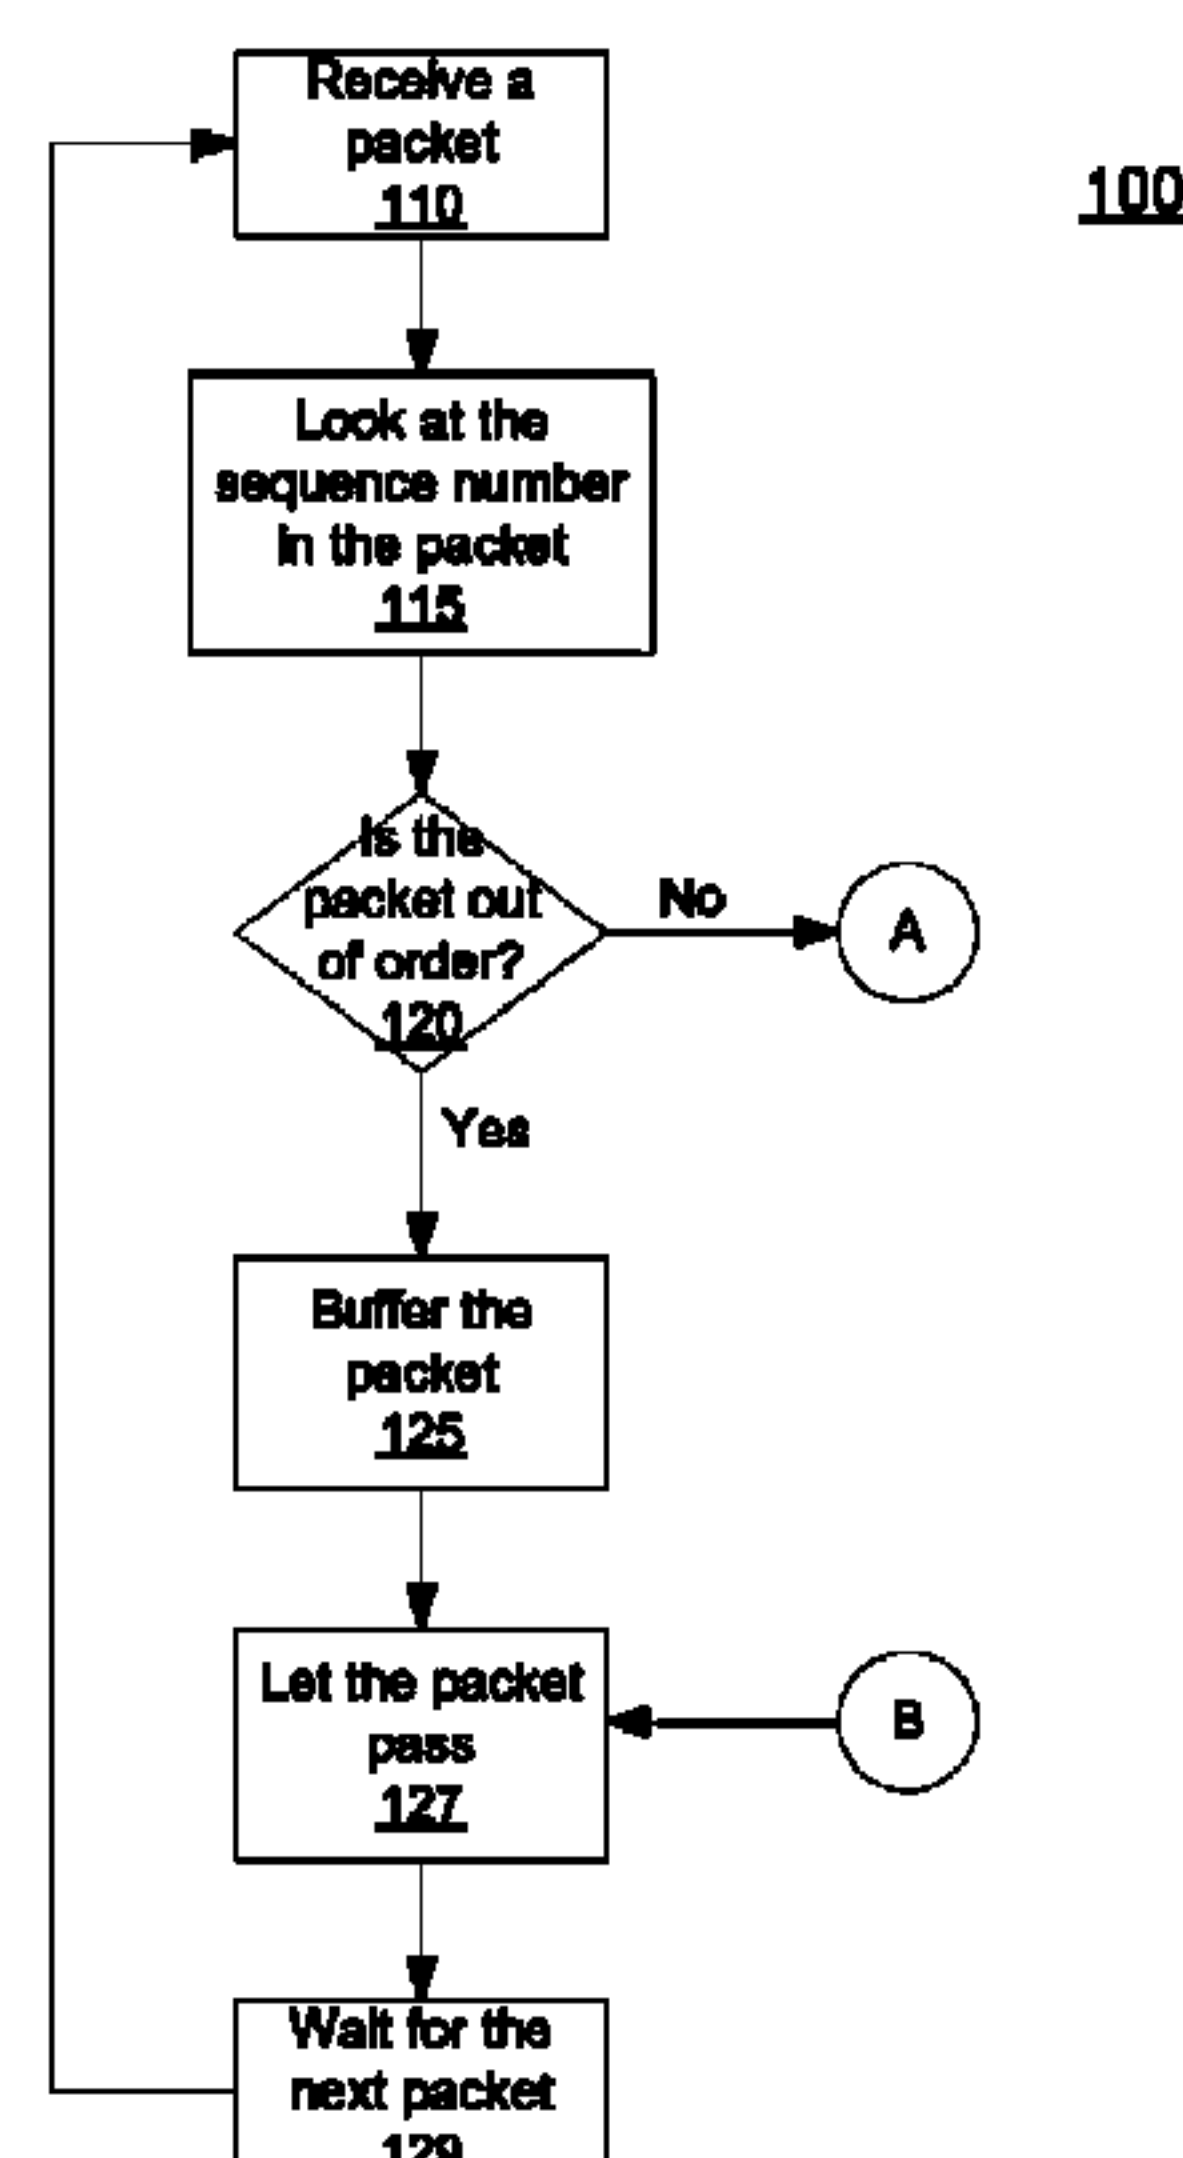 Receive a
packet
110
100
Look at the
sequence number
in the packet
115
Is the
packet out
of order?
120
No
A
Yes
Buffer the
packet
125
Let the packet
pass
127
B
Wait for the
next packet
129